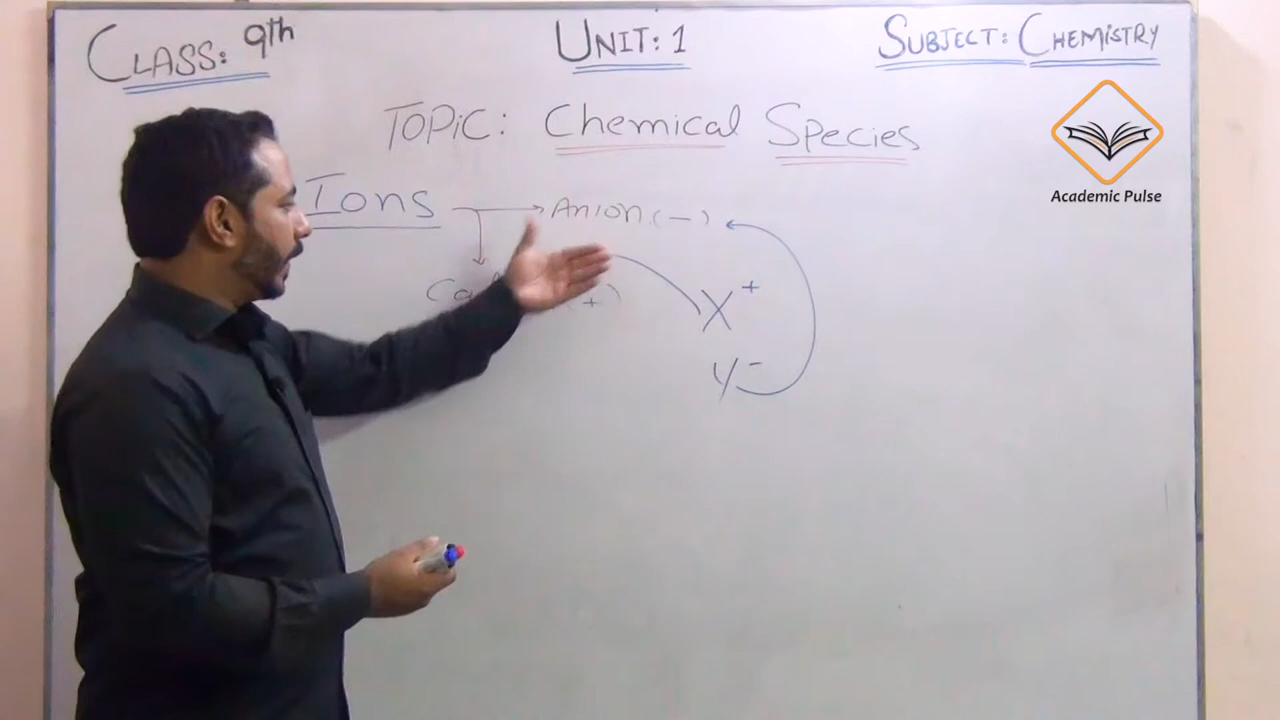 CLASS: 9th
UNIT: 1
SUBJECT: CHEMISTRY
TOPIC: Chemical Species
Academic Pulse
Ions → Anion (−)
(+)
X⁺
Y⁻